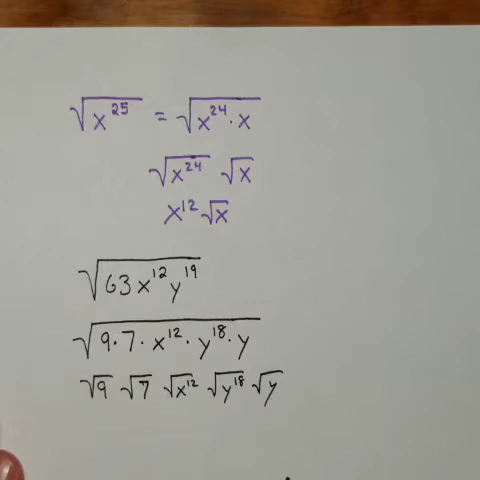 √x²⁵ = √x²⁴·x
√x²⁴ √x
x¹²√x
√63x¹²y¹⁹
√9·7·x¹²·y¹⁸·y
√9 √7 √x¹² √y¹⁸ √y